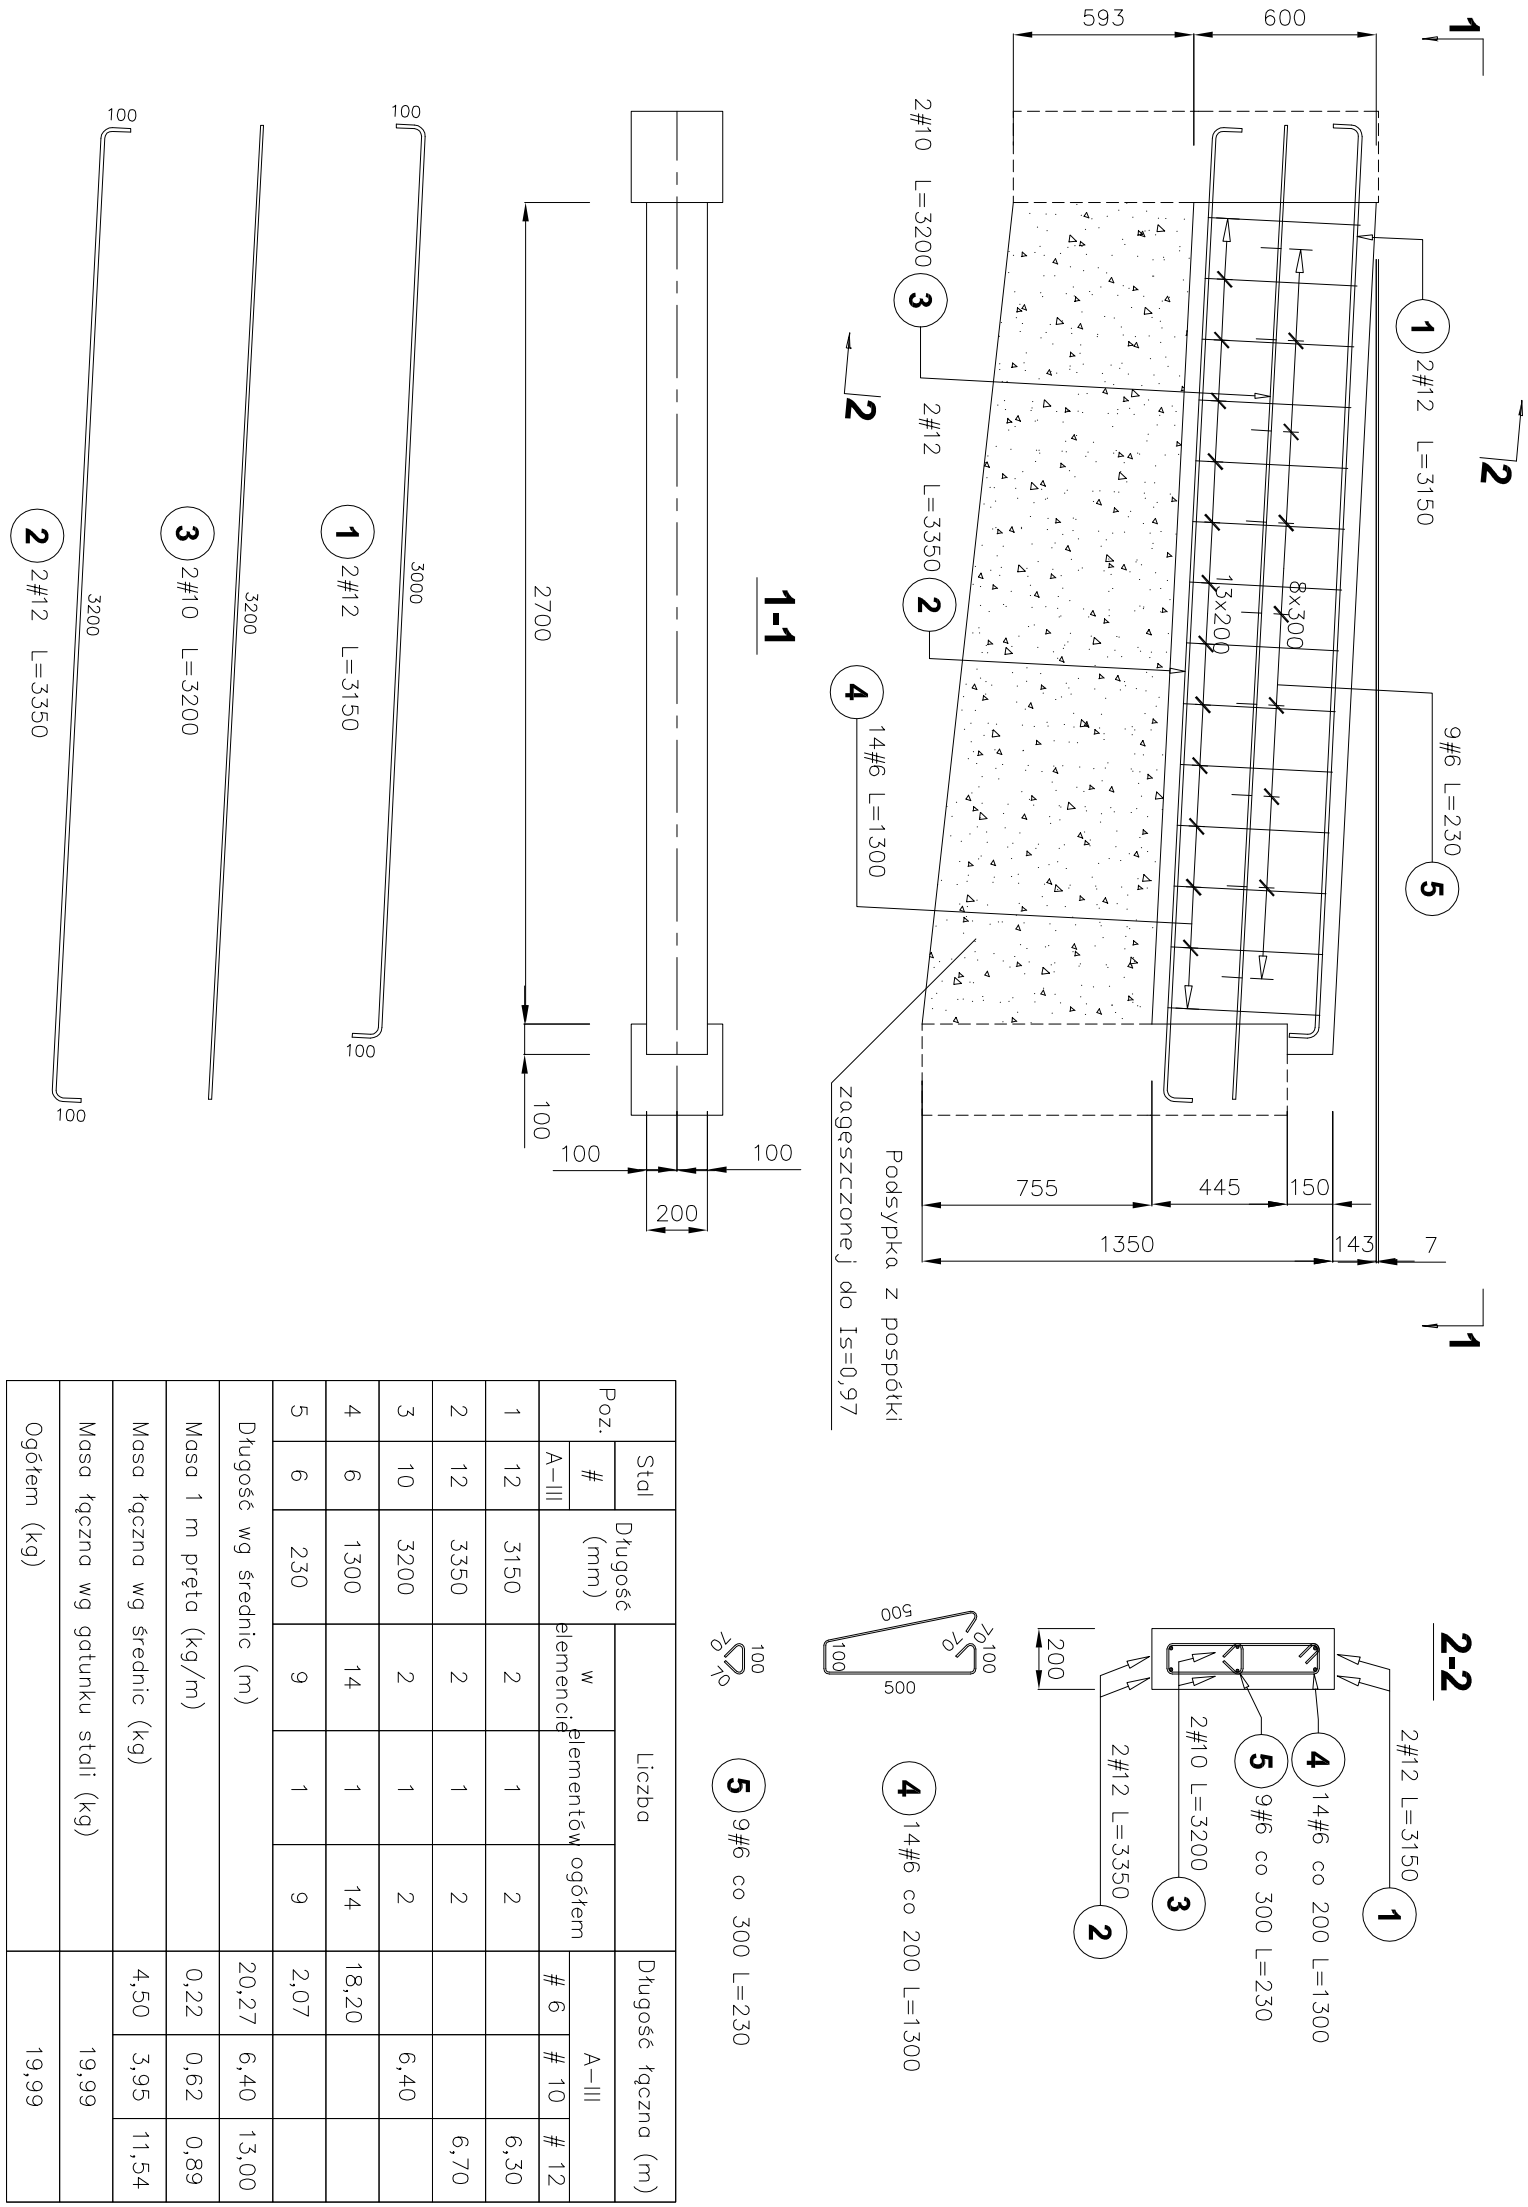 1
1
2
2
1 2#12 L=3150
9#6 L=230 5
600
593
8x300
13x200
2#10 L=3200 3
2#12 L=3350 2
4 14#6 L=1300
Podsypka z pospółki
zagęszczonej do Is=0,97
7
143
1350
150
445
755
1-1
2700
100
100
100
200
100
3000
100
1 2#12 L=3150
3200
3 2#10 L=3200
100
3200
100
2 2#12 L=3350
2-2
2#12 L=3150 1
4 14#6 co 200 L=1300
5 9#6 co 300 L=230
2#10 L=3200 3
2#12 L=3350 2
200
100
70
70
500
500
100
4 14#6 co 200 L=1300
100
70
70
5 9#6 co 300 L=230
Poz. Stal Długość (mm) Liczba Długość łączna (m)
# w elemencie elementów ogółem A-III
A-III # 6 # 10 # 12
1 12 3150 2 1 2 6,30
2 12 3350 2 1 2 6,70
3 10 3200 2 1 2 6,40
4 6 1300 14 1 14 18,20
5 6 230 9 1 9 2,07
Długość wg średnic (m) 20,27 6,40 13,00
Masa 1 m pręta (kg/m) 0,22 0,62 0,89
Masa łączna wg średnic (kg) 4,50 3,95 11,54
Masa łączna wg gatunku stali (kg) 19,99
Ogółem (kg) 19,99